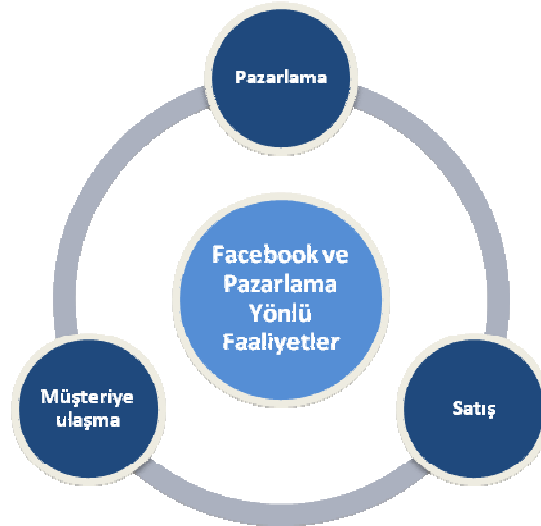 Pazarlama
Facebook ve
Pazarlama
Yönlü
Faaliyetler
Müşteriye
ulaşma
Satış